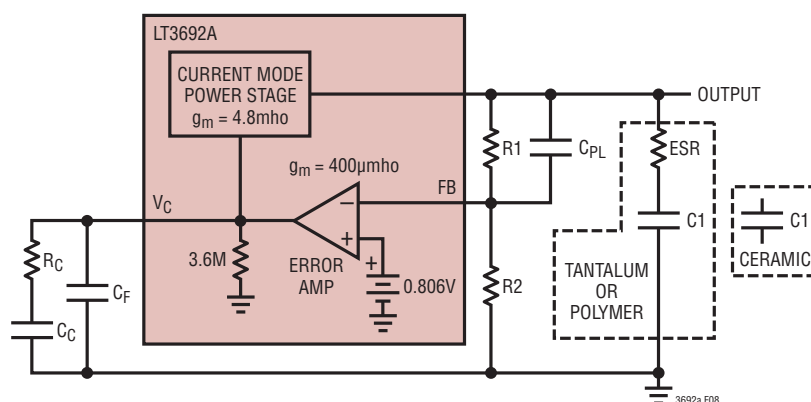 LT3692A
CURRENT MODE
POWER STAGE
gm = 4.8mho
OUTPUT
R1
CPL
ESR
gm = 400µmho
FB
VC
–
+
C1
C1
RC
3.6M
ERROR
AMP
+
0.806V
R2
TANTALUM
OR
POLYMER
CERAMIC
CF
CC
3692a F08